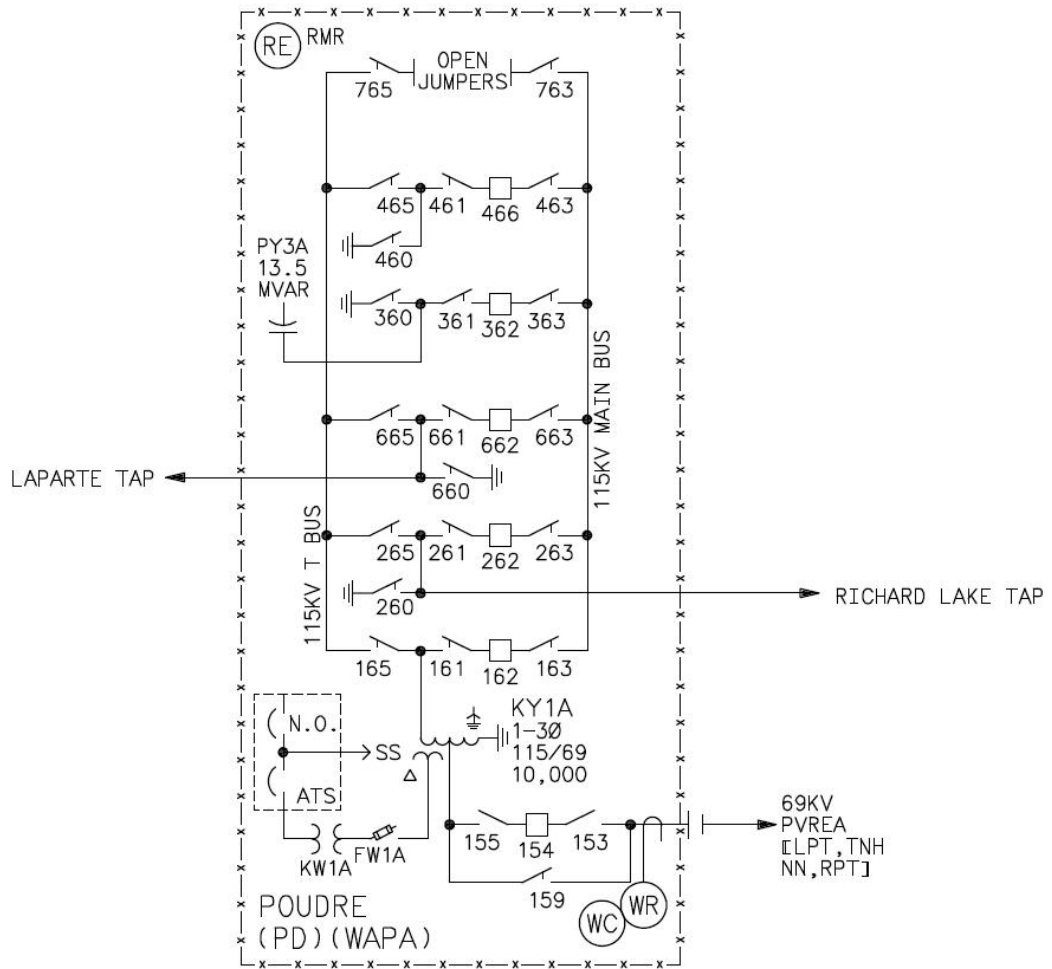 RE RMR
OPEN
JUMPERS
765 763
465 461 466 463
460
PY3A
13.5
MVAR
360 361 362 363
115KV MAIN BUS
665 661 662 663
LAPARTE TAP
660
115KV T BUS
265 261 262 263
260
RICHARD LAKE TAP
165 161 162 163
N.O.
SS
ATS
KY1A
1-3Ø
115/69
10,000
Δ
KW1A
FW1A
155 154 153
159
69KV
PVREA
[LPT,TNH
NN,RPT]
WC WR
POUDRE
(PD)(WAPA)